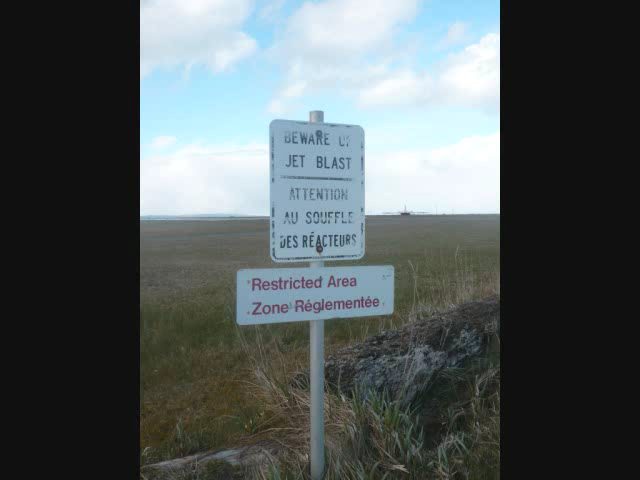 BEWARE OF
JET BLAST
ATTENTION
AU SOUFFLE
DES RÉACTEURS
Restricted Area
Zone Réglementée